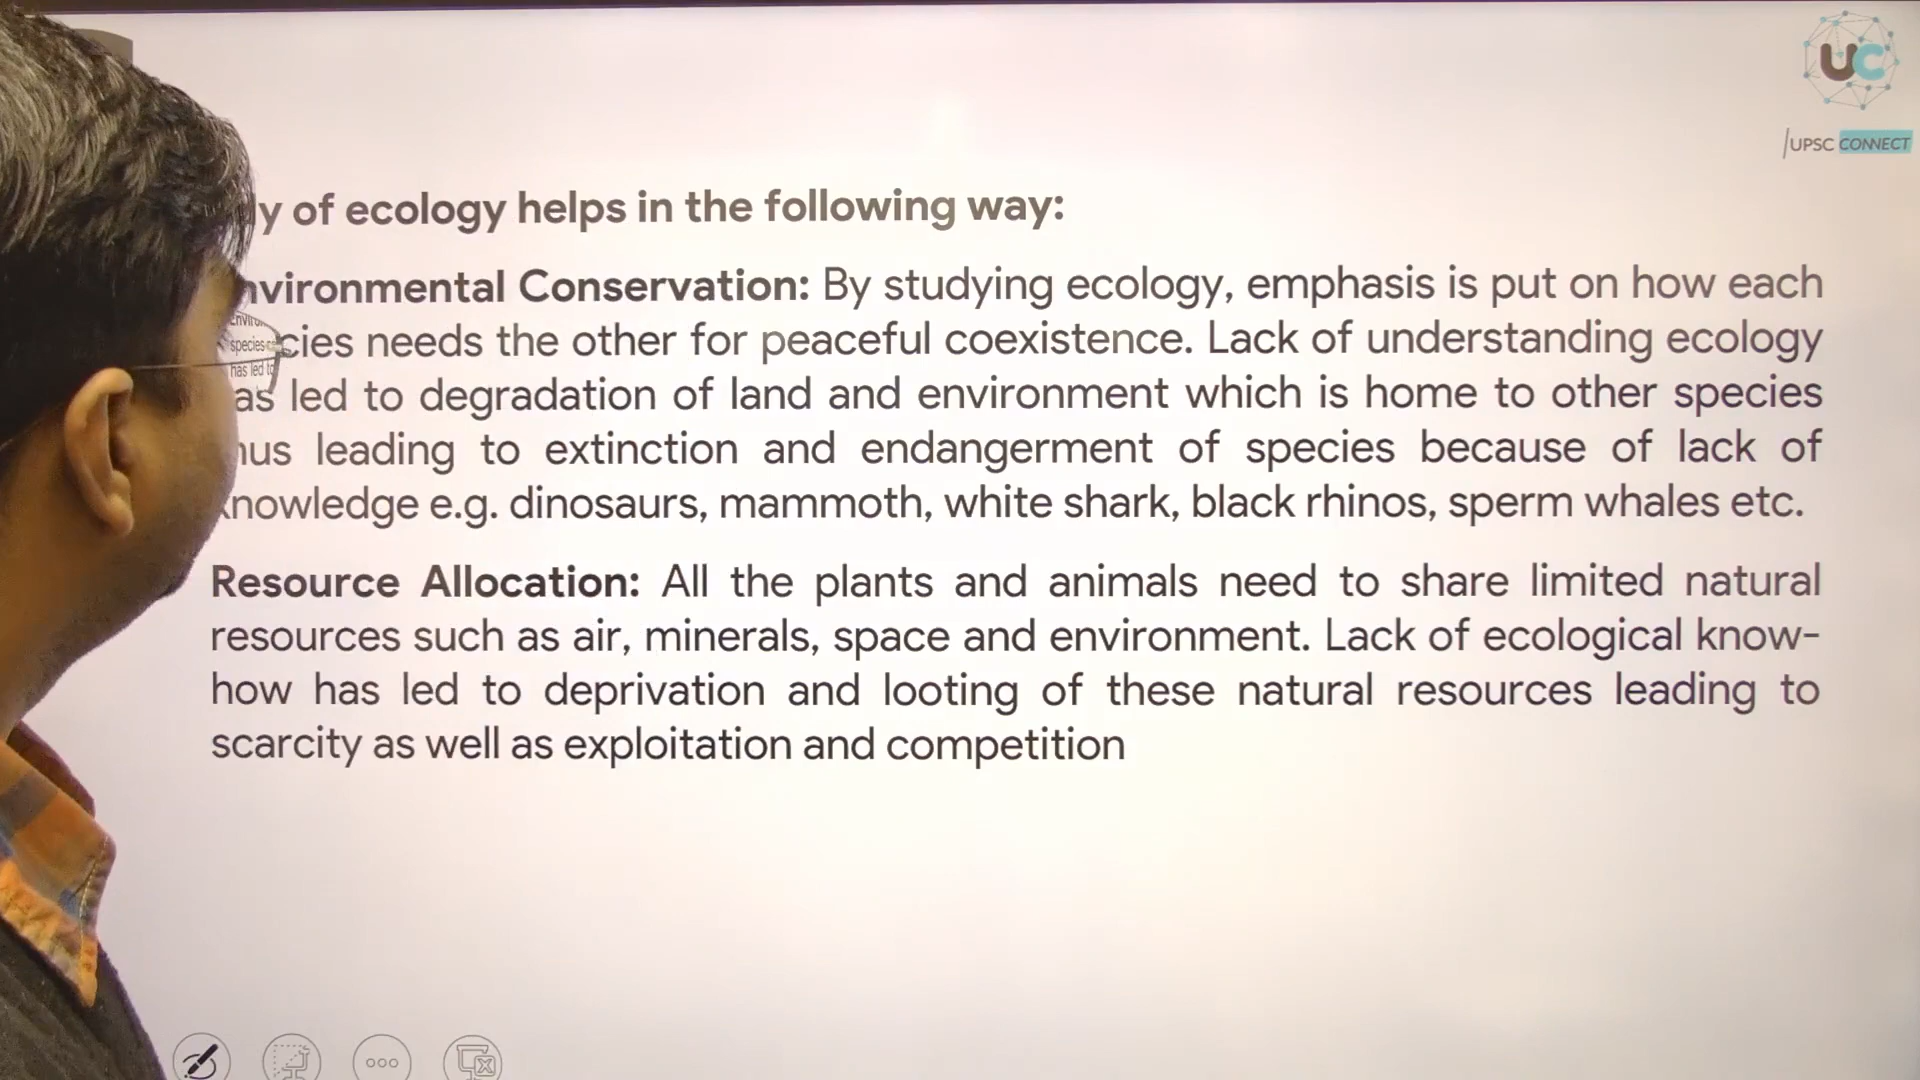 UC
UPSC CONNECT
y of ecology helps in the following way:
nvironmental Conservation: By studying ecology, emphasis is put on how each
cies needs the other for peaceful coexistence. Lack of understanding ecology
as led to degradation of land and environment which is home to other species
hus leading to extinction and endangerment of species because of lack of
knowledge e.g. dinosaurs, mammoth, white shark, black rhinos, sperm whales etc.
Resource Allocation: All the plants and animals need to share limited natural
resources such as air, minerals, space and environment. Lack of ecological know-
how has led to deprivation and looting of these natural resources leading to
scarcity as well as exploitation and competition